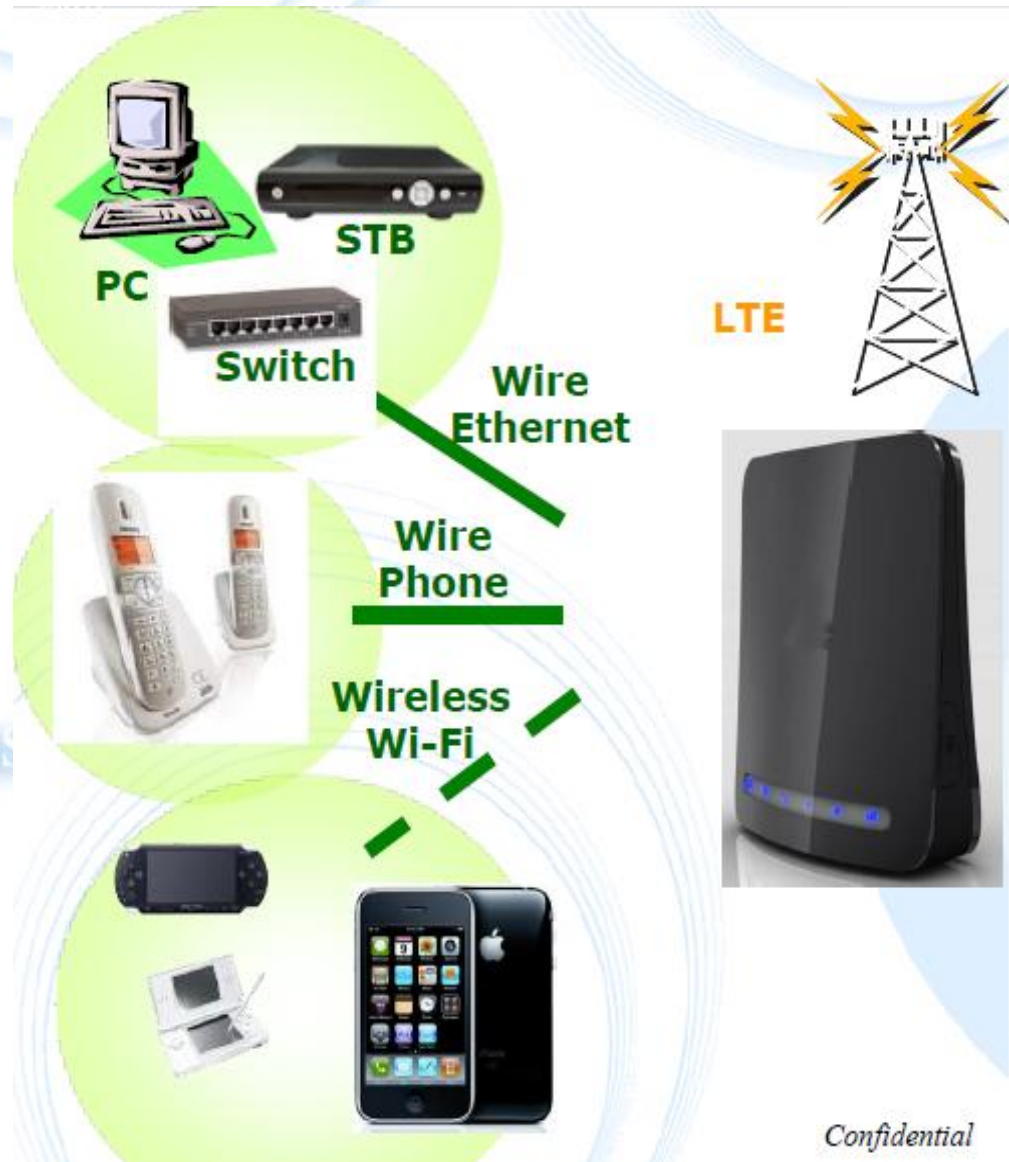 STB
PC
LTE
Switch
Wire
Ethernet
Wire
Phone
Wireless
Wi-Fi
Confidential